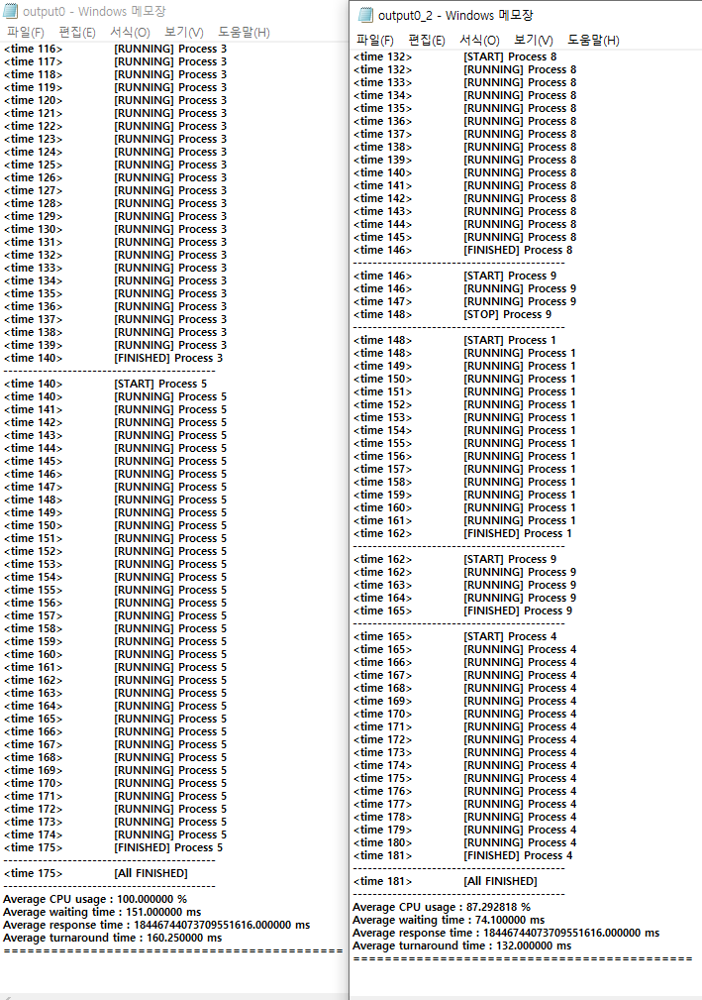 output0 - Windows 메모장
파일(F) 편집(E) 서식(O) 보기(V) 도움말(H)
<time 116> [RUNNING] Process 3
<time 117> [RUNNING] Process 3
<time 118> [RUNNING] Process 3
<time 119> [RUNNING] Process 3
<time 120> [RUNNING] Process 3
<time 121> [RUNNING] Process 3
<time 122> [RUNNING] Process 3
<time 123> [RUNNING] Process 3
<time 124> [RUNNING] Process 3
<time 125> [RUNNING] Process 3
<time 126> [RUNNING] Process 3
<time 127> [RUNNING] Process 3
<time 128> [RUNNING] Process 3
<time 129> [RUNNING] Process 3
<time 130> [RUNNING] Process 3
<time 131> [RUNNING] Process 3
<time 132> [RUNNING] Process 3
<time 133> [RUNNING] Process 3
<time 134> [RUNNING] Process 3
<time 135> [RUNNING] Process 3
<time 136> [RUNNING] Process 3
<time 137> [RUNNING] Process 3
<time 138> [RUNNING] Process 3
<time 139> [RUNNING] Process 3
<time 140> [FINISHED] Process 3
-----------------------------------------
<time 140> [START] Process 5
<time 140> [RUNNING] Process 5
<time 141> [RUNNING] Process 5
<time 142> [RUNNING] Process 5
<time 143> [RUNNING] Process 5
<time 144> [RUNNING] Process 5
<time 145> [RUNNING] Process 5
<time 146> [RUNNING] Process 5
<time 147> [RUNNING] Process 5
<time 148> [RUNNING] Process 5
<time 149> [RUNNING] Process 5
<time 150> [RUNNING] Process 5
<time 151> [RUNNING] Process 5
<time 152> [RUNNING] Process 5
<time 153> [RUNNING] Process 5
<time 154> [RUNNING] Process 5
<time 155> [RUNNING] Process 5
<time 156> [RUNNING] Process 5
<time 157> [RUNNING] Process 5
<time 158> [RUNNING] Process 5
<time 159> [RUNNING] Process 5
<time 160> [RUNNING] Process 5
<time 161> [RUNNING] Process 5
<time 162> [RUNNING] Process 5
<time 163> [RUNNING] Process 5
<time 164> [RUNNING] Process 5
<time 165> [RUNNING] Process 5
<time 166> [RUNNING] Process 5
<time 167> [RUNNING] Process 5
<time 168> [RUNNING] Process 5
<time 169> [RUNNING] Process 5
<time 170> [RUNNING] Process 5
<time 171> [RUNNING] Process 5
<time 172> [RUNNING] Process 5
<time 173> [RUNNING] Process 5
<time 174> [RUNNING] Process 5
<time 175> [FINISHED] Process 5
-----------------------------------------
<time 175> [All FINISHED]
-----------------------------------------
Average CPU usage : 100.000000 %
Average waiting time : 151.000000 ms
Average response time : 18446744073709551616.000000 ms
Average turnaround time : 160.250000 ms
===========================================
output0_2 - Windows 메모장
파일(F) 편집(E) 서식(O) 보기(V) 도움말(H)
<time 132> [START] Process 8
<time 132> [RUNNING] Process 8
<time 133> [RUNNING] Process 8
<time 134> [RUNNING] Process 8
<time 135> [RUNNING] Process 8
<time 136> [RUNNING] Process 8
<time 137> [RUNNING] Process 8
<time 138> [RUNNING] Process 8
<time 139> [RUNNING] Process 8
<time 140> [RUNNING] Process 8
<time 141> [RUNNING] Process 8
<time 142> [RUNNING] Process 8
<time 143> [RUNNING] Process 8
<time 144> [RUNNING] Process 8
<time 145> [RUNNING] Process 8
<time 146> [FINISHED] Process 8
-----------------------------------------
<time 146> [START] Process 9
<time 146> [RUNNING] Process 9
<time 147> [RUNNING] Process 9
<time 148> [STOP] Process 9
-----------------------------------------
<time 148> [START] Process 1
<time 148> [RUNNING] Process 1
<time 149> [RUNNING] Process 1
<time 150> [RUNNING] Process 1
<time 151> [RUNNING] Process 1
<time 152> [RUNNING] Process 1
<time 153> [RUNNING] Process 1
<time 154> [RUNNING] Process 1
<time 155> [RUNNING] Process 1
<time 156> [RUNNING] Process 1
<time 157> [RUNNING] Process 1
<time 158> [RUNNING] Process 1
<time 159> [RUNNING] Process 1
<time 160> [RUNNING] Process 1
<time 161> [RUNNING] Process 1
<time 162> [FINISHED] Process 1
-----------------------------------------
<time 162> [START] Process 9
<time 162> [RUNNING] Process 9
<time 163> [RUNNING] Process 9
<time 164> [RUNNING] Process 9
<time 165> [FINISHED] Process 9
-----------------------------------------
<time 165> [START] Process 4
<time 165> [RUNNING] Process 4
<time 166> [RUNNING] Process 4
<time 167> [RUNNING] Process 4
<time 168> [RUNNING] Process 4
<time 169> [RUNNING] Process 4
<time 170> [RUNNING] Process 4
<time 171> [RUNNING] Process 4
<time 172> [RUNNING] Process 4
<time 173> [RUNNING] Process 4
<time 174> [RUNNING] Process 4
<time 175> [RUNNING] Process 4
<time 176> [RUNNING] Process 4
<time 177> [RUNNING] Process 4
<time 178> [RUNNING] Process 4
<time 179> [RUNNING] Process 4
<time 180> [RUNNING] Process 4
<time 181> [FINISHED] Process 4
-----------------------------------------
<time 181> [All FINISHED]
-----------------------------------------
Average CPU usage : 87.292818 %
Average waiting time : 74.100000 ms
Average response time : 18446744073709551616.000000 ms
Average turnaround time : 132.000000 ms
===========================================